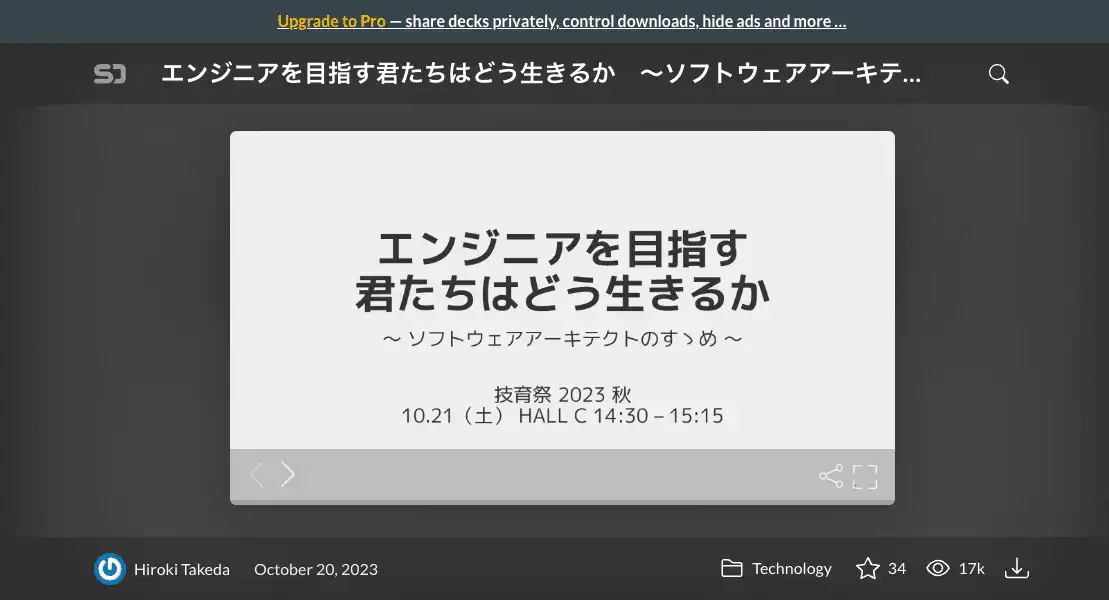 Upgrade to Pro — share decks privately, control downloads, hide ads and more …
SD エンジニアを目指す君たちはどう生きるか　〜ソフトウェアアーキテ…
エンジニアを目指す
君たちはどう生きるか
〜 ソフトウェアアーキテクトのすゝめ 〜
技育祭 2023 秋
10.21（土） HALL C 14:30 – 15:15
Hiroki Takeda October 20, 2023 Technology 34 17k